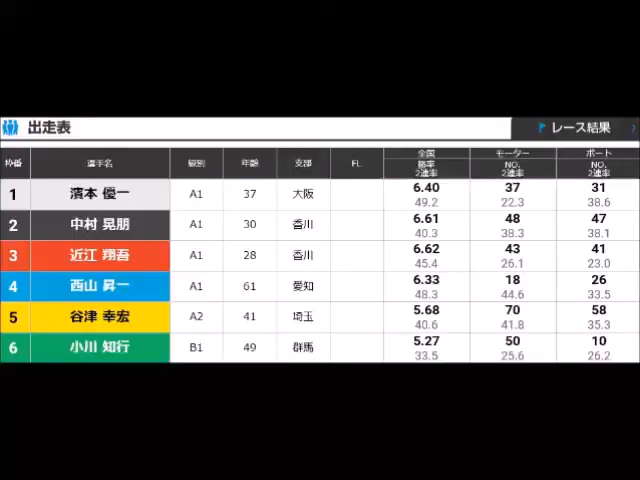 出走表
レース結果
枠番 選手名 級別 年齢 支部 FL 全国 勝率 2連率 モーター NO. 2連率 ボート NO. 2連率
1 濱本 優一 A1 37 大阪 6.40 49.2 37 22.3 31 38.6
2 中村 晃朋 A1 30 香川 6.61 40.3 48 38.3 47 38.1
3 近江 翔吾 A1 28 香川 6.62 45.4 43 26.1 41 23.0
4 西山 昇一 A1 61 愛知 6.33 48.3 18 44.6 26 33.5
5 谷津 幸宏 A2 41 埼玉 5.68 40.6 70 41.8 58 35.3
6 小川 知行 B1 49 群馬 5.27 33.5 50 25.6 10 26.2